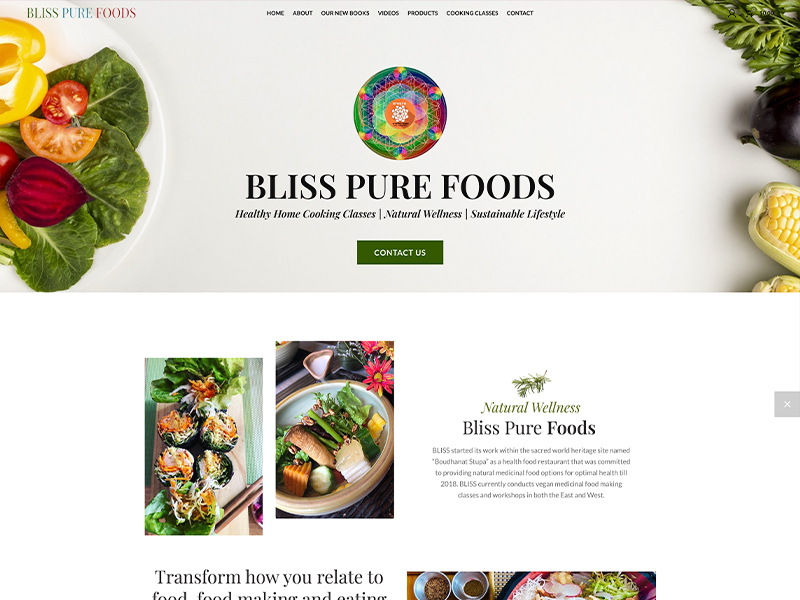 BLISS PURE FOODS
HOME ABOUT OUR NEW BOOKS VIDEOS PRODUCTS COOKING CLASSES CONTACT
BLISS PURE FOODS
Healthy Home Cooking Classes | Natural Wellness | Sustainable Lifestyle
CONTACT US
Natural Wellness
Bliss Pure Foods
BLISS started its work within the sacred world heritage site named
"Boudhanat Stupa" as a health food restaurant that was committed
to providing natural medicinal food options for optimal health till
2018. BLISS currently conducts vegan medicinal food making
classes and workshops in both the East and West.
Transform how you relate to
food, food making and eating